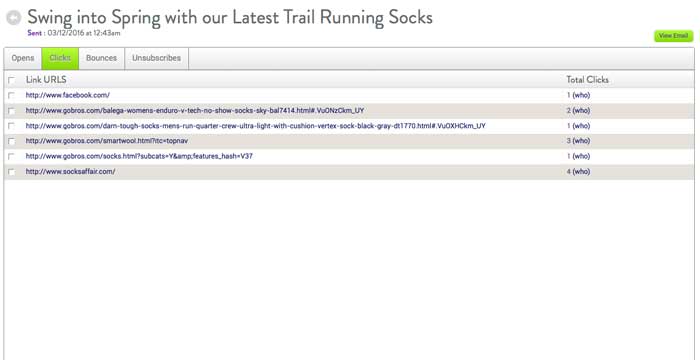 Swing into Spring with our Latest Trail Running Socks
Sent : 03/12/2016 at 12:43am
View Email
Opens Clicks Bounces Unsubscribes
Link URLS Total Clicks
http://www.facebook.com/ 1 (who)
http://www.gobros.com/balega-womens-enduro-v-tech-no-show-socks-sky-bal7414.html#.VuONzCkm_UY 2 (who)
http://www.gobros.com/darn-tough-socks-mens-run-quarter-crew-ultra-light-with-cushion-vertex-sock-black-gray-dt1770.html#.VuOXHCkm_UY 1 (who)
http://www.gobros.com/smartwool.html?itc=topnav 3 (who)
http://www.gobros.com/socks.html?subcats=Y&amp;features_hash=V37 1 (who)
http://www.socksaffair.com/ 4 (who)